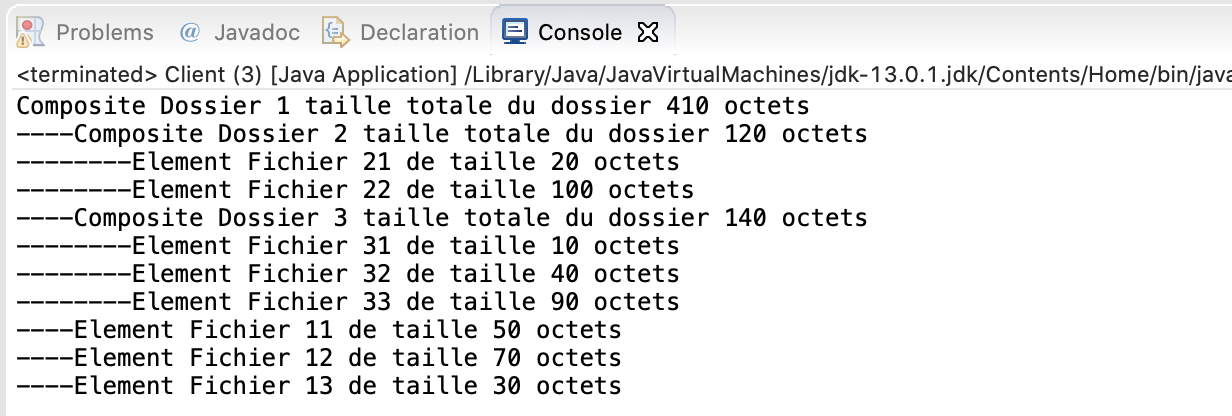 Problems @ Javadoc Declaration Console
<terminated> Client (3) [Java Application] /Library/Java/JavaVirtualMachines/jdk-13.0.1.jdk/Contents/Home/bin/java
Composite Dossier 1 taille totale du dossier 410 octets
----Composite Dossier 2 taille totale du dossier 120 octets
--------Element Fichier 21 de taille 20 octets
--------Element Fichier 22 de taille 100 octets
----Composite Dossier 3 taille totale du dossier 140 octets
--------Element Fichier 31 de taille 10 octets
--------Element Fichier 32 de taille 40 octets
--------Element Fichier 33 de taille 90 octets
----Element Fichier 11 de taille 50 octets
----Element Fichier 12 de taille 70 octets
----Element Fichier 13 de taille 30 octets